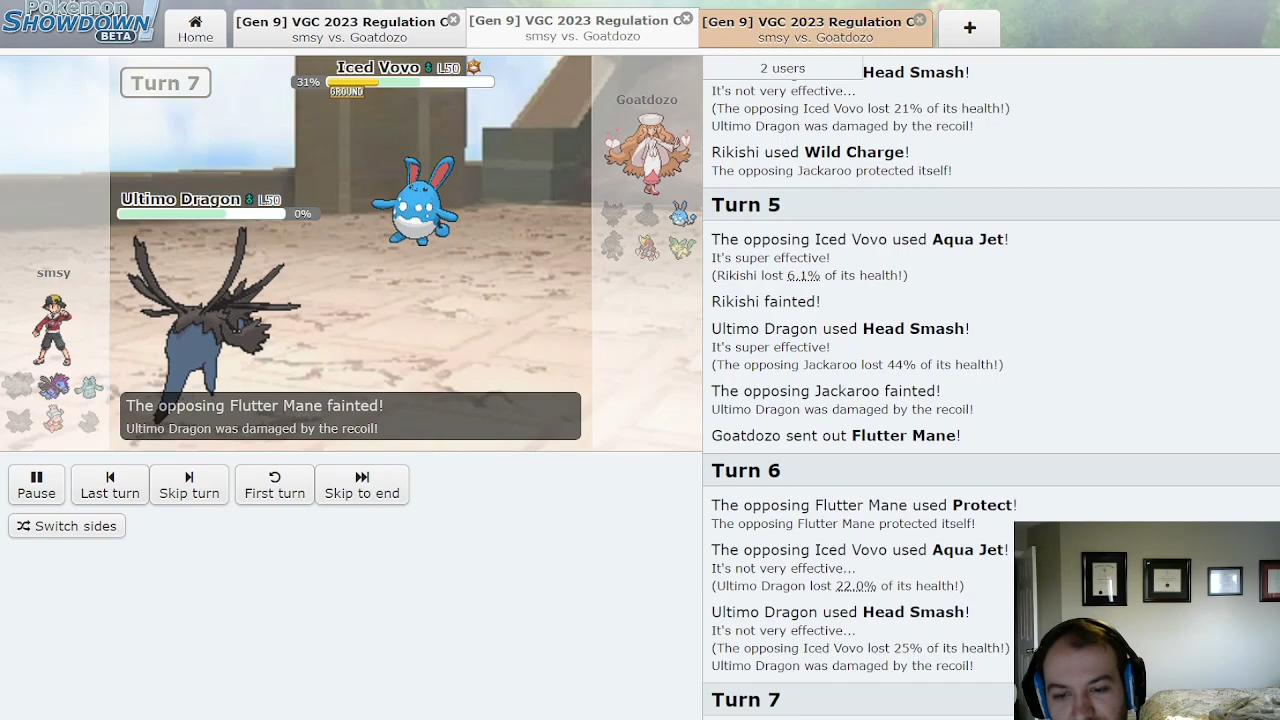 Pokémon
SHOWDOWN
BETA
Home
[Gen 9] VGC 2023 Regulation C
smsy vs. Goatdozo
[Gen 9] VGC 2023 Regulation C
smsy vs. Goatdozo
[Gen 9] VGC 2023 Regulation C
smsy vs. Goatdozo
+
2 users
Turn 7
Iced Vovo L50
31%
GROUND
Ultimo Dragon L50
0%
Goatdozo
smsy
The opposing Flutter Mane fainted!
Ultimo Dragon was damaged by the recoil!
Pause
Last turn
Skip turn
First turn
Skip to end
Switch sides
Head Smash!
It's not very effective...
(The opposing Iced Vovo lost 21% of its health!)
Ultimo Dragon was damaged by the recoil!
Rikishi used Wild Charge!
The opposing Jackaroo protected itself!
Turn 5
The opposing Iced Vovo used Aqua Jet!
It's super effective!
(Rikishi lost 6.1% of its health!)
Rikishi fainted!
Ultimo Dragon used Head Smash!
It's super effective!
(The opposing Jackaroo lost 44% of its health!)
The opposing Jackaroo fainted!
Ultimo Dragon was damaged by the recoil!
Goatdozo sent out Flutter Mane!
Turn 6
The opposing Flutter Mane used Protect!
The opposing Flutter Mane protected itself!
The opposing Iced Vovo used Aqua Jet!
It's not very effective...
(Ultimo Dragon lost 22.0% of its health!)
Ultimo Dragon used Head Smash!
It's not very effective...
(The opposing Iced Vovo lost 25% of its health!)
Ultimo Dragon was damaged by the recoil!
Turn 7